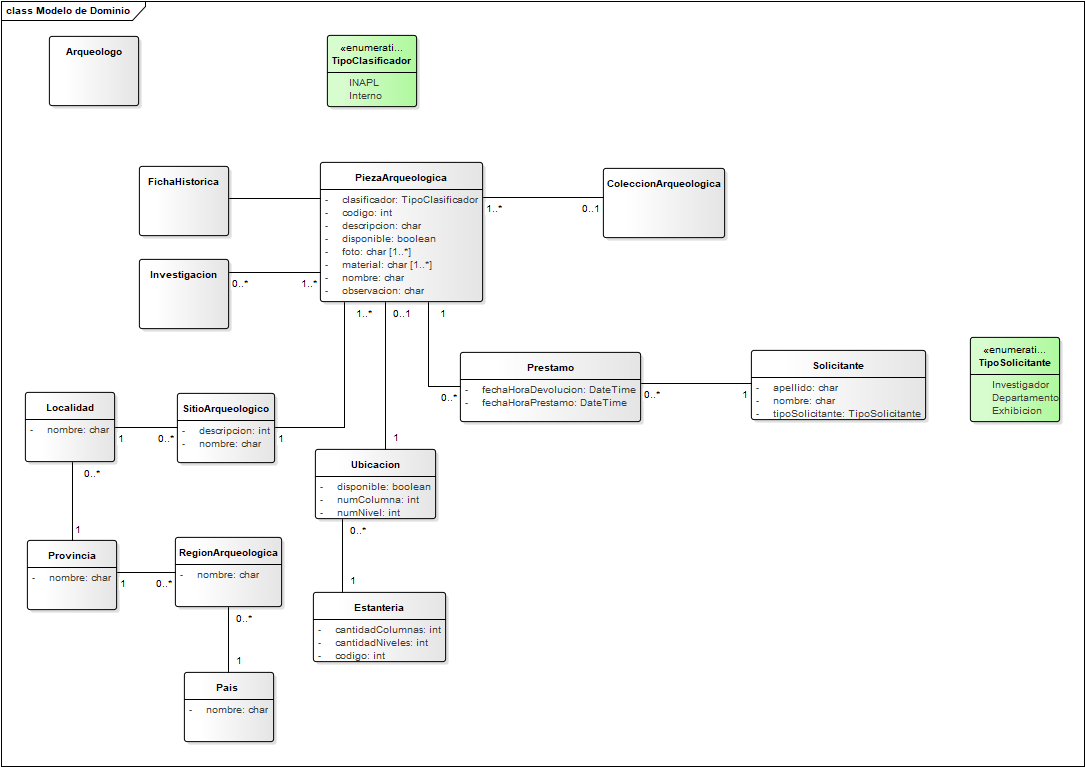 class Modelo de Dominio
Arqueologo
«enumerati...
TipoClasificador
INAPL
Interno
FichaHistorica
PiezaArqueologica
- clasificador: TipoClasificador
- codigo: int
- descripcion: char
- disponible: boolean
- foto: char [1..*]
- material: char [1..*]
- nombre: char
- observacion: char
ColeccionArqueologica
1..*
0..1
Investigacion
0..*
1..*
1..*
0..1
1
Prestamo
- fechaHoraDevolucion: DateTime
- fechaHoraPrestamo: DateTime
0..*
0..*
1
Solicitante
- apellido: char
- nombre: char
- tipoSolicitante: TipoSolicitante
«enumerati...
TipoSolicitante
Investigador
Departamento
Exhibicion
Localidad
- nombre: char
1
0..*
SitioArqueologico
- descripcion: int
- nombre: char
1
0..*
1
1
Ubicacion
- disponible: boolean
- numColumna: int
- numNivel: int
0..*
1
Provincia
- nombre: char
1
0..*
RegionArqueologica
- nombre: char
0..*
1
Estanteria
- cantidadColumnas: int
- cantidadNiveles: int
- codigo: int
Pais
- nombre: char